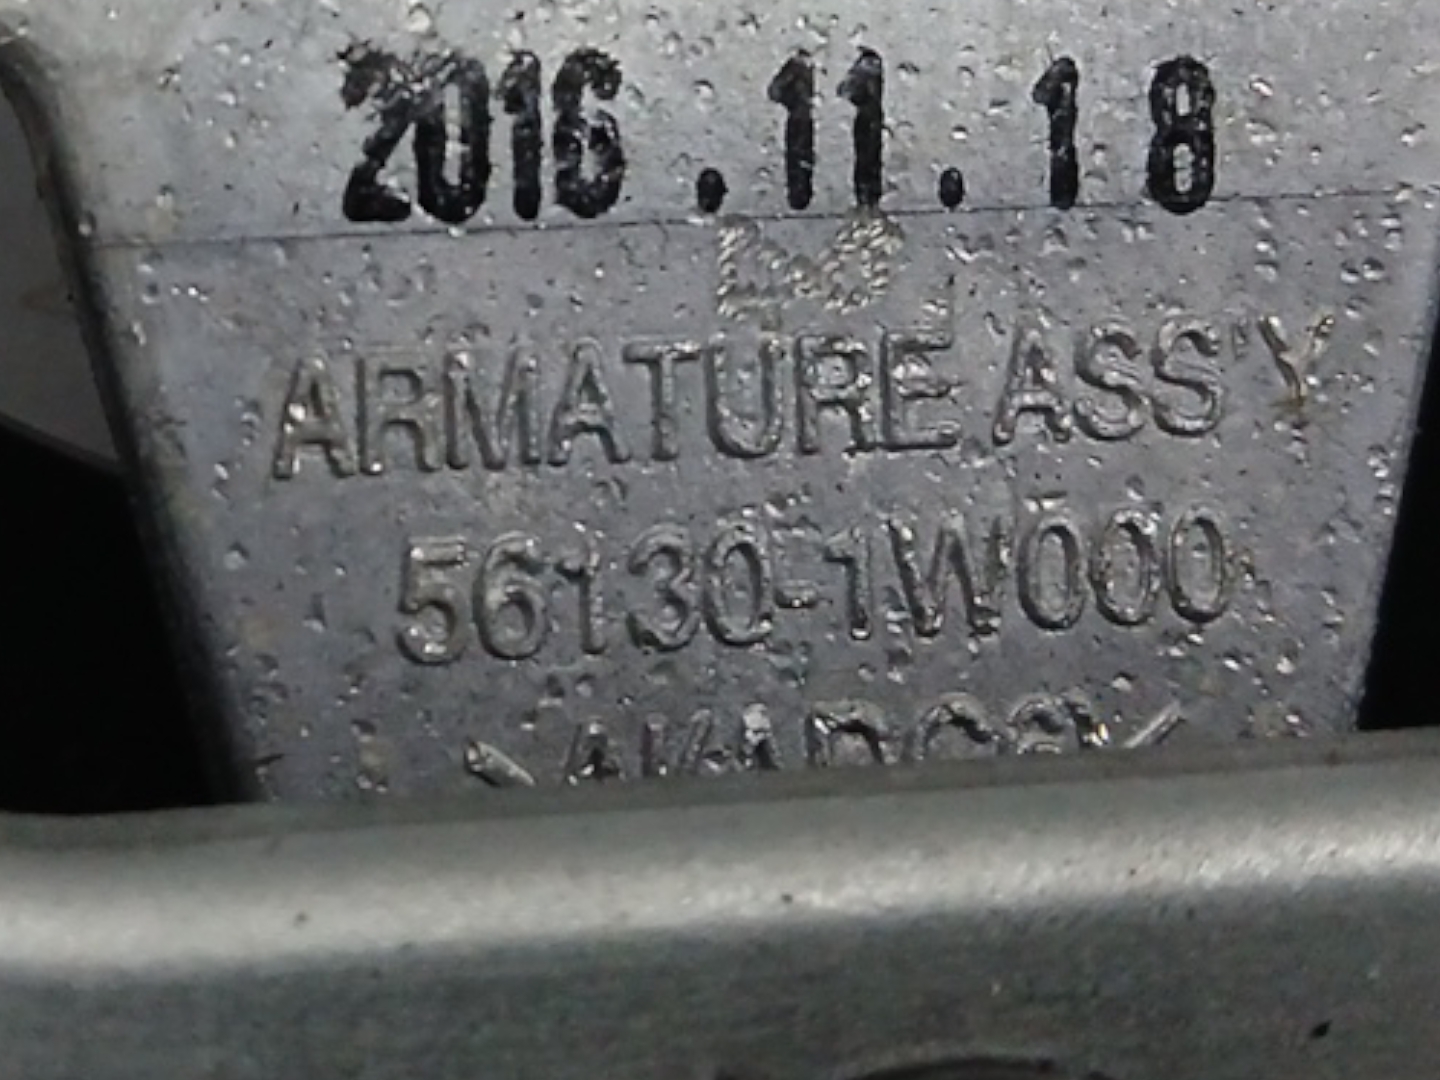 2016.11.18
ARMATURE ASS'Y
56130-1W000